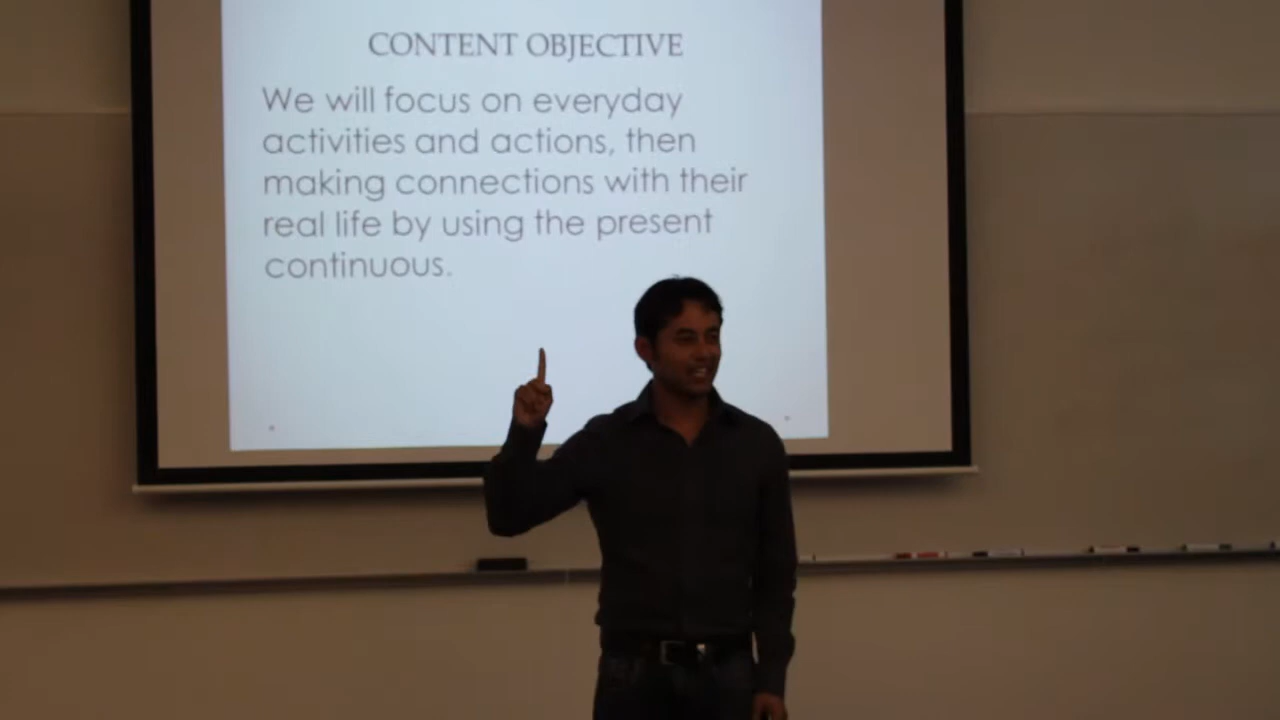 CONTENT OBJECTIVE
We will focus on everyday
activities and actions, then
making connections with their
real life by using the present
continuous.